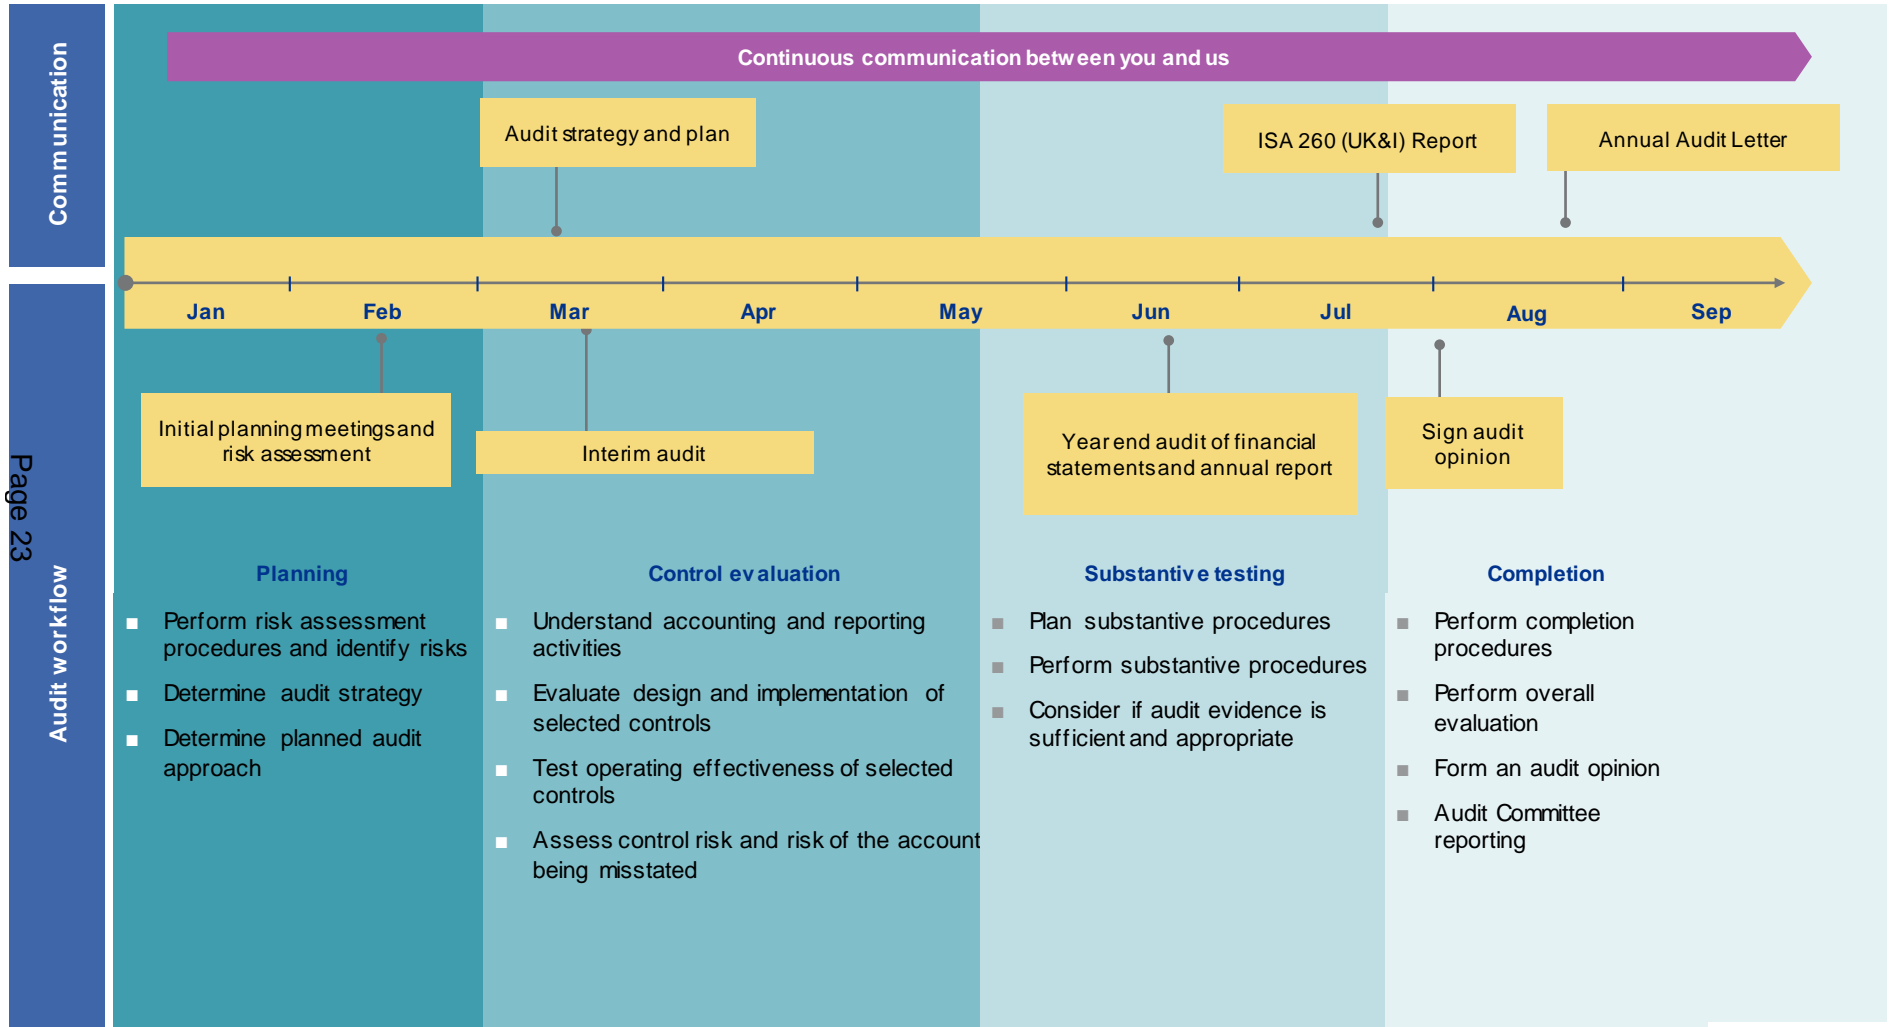 Communication
Continuous communication between you and us
Audit strategy and plan
ISA 260 (UK&I) Report
Annual Audit Letter
Jan
Feb
Mar
Apr
May
Jun
Jul
Aug
Sep
Audit workflow
Page 23
Initial planning meetings and
risk assessment
Interim audit
Year end audit of financial
statements and annual report
Sign audit
opinion
Planning
Perform risk assessment
procedures and identify risks
Determine audit strategy
Determine planned audit
approach
Control evaluation
Understand accounting and reporting
activities
Evaluate design and implementation of
selected controls
Test operating effectiveness of selected
controls
Assess control risk and risk of the account
being misstated
Substantive testing
Plan substantive procedures
Perform substantive procedures
Consider if audit evidence is
sufficient and appropriate
Completion
Perform completion
procedures
Perform overall
evaluation
Form an audit opinion
Audit Committee
reporting